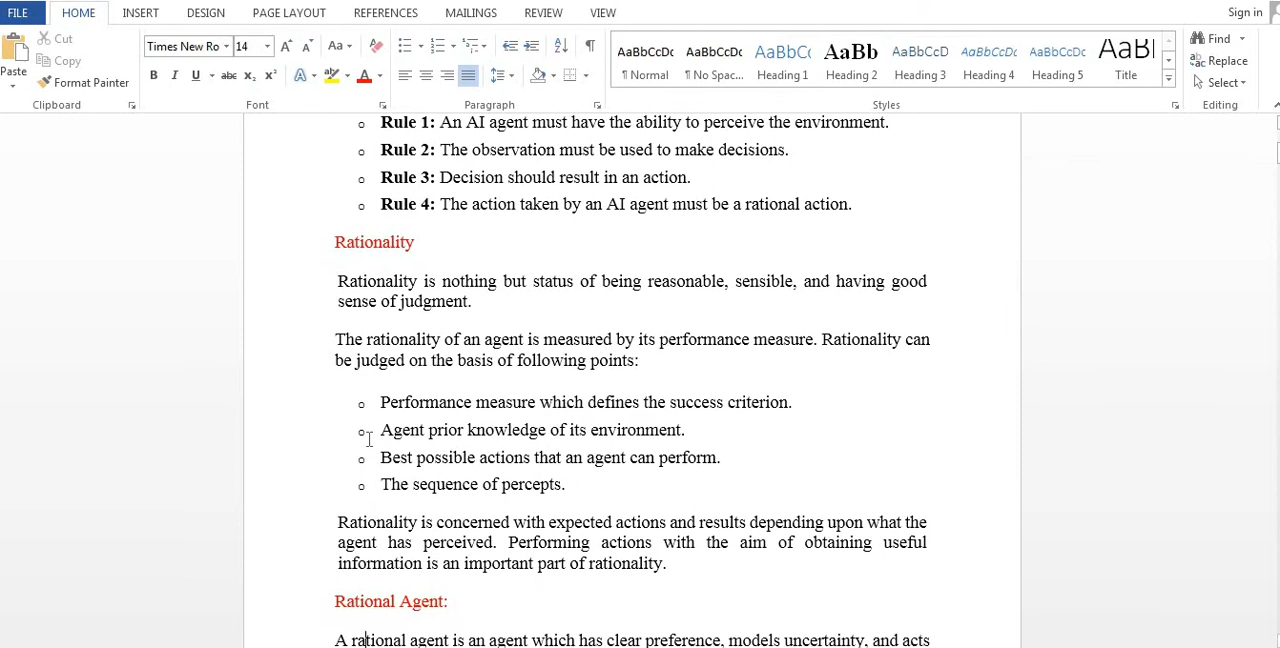 FILE HOME INSERT DESIGN PAGE LAYOUT REFERENCES MAILINGS REVIEW VIEW Sign in
Cut
Copy
Format Painter
Paste
Clipboard
Times New Ro 14
Aa
B I U abc X₂ X²
A A
Font
Paragraph
AaBbCcDc AaBbCcDc AaBbCc AaBb AaBbCcD AaBbCcDc AaBbCcDc AaB
¶ Normal ¶ No Spac... Heading 1 Heading 2 Heading 3 Heading 4 Heading 5 Title
Styles
Find
Replace
Select
Editing
Rule 1: An AI agent must have the ability to perceive the environment.
Rule 2: The observation must be used to make decisions.
Rule 3: Decision should result in an action.
Rule 4: The action taken by an AI agent must be a rational action.
Rationality
Rationality is nothing but status of being reasonable, sensible, and having good
sense of judgment.
The rationality of an agent is measured by its performance measure. Rationality can
be judged on the basis of following points:
Performance measure which defines the success criterion.
Agent prior knowledge of its environment.
Best possible actions that an agent can perform.
The sequence of percepts.
Rationality is concerned with expected actions and results depending upon what the
agent has perceived. Performing actions with the aim of obtaining useful
information is an important part of rationality.
Rational Agent:
A rational agent is an agent which has clear preference, models uncertainty, and acts